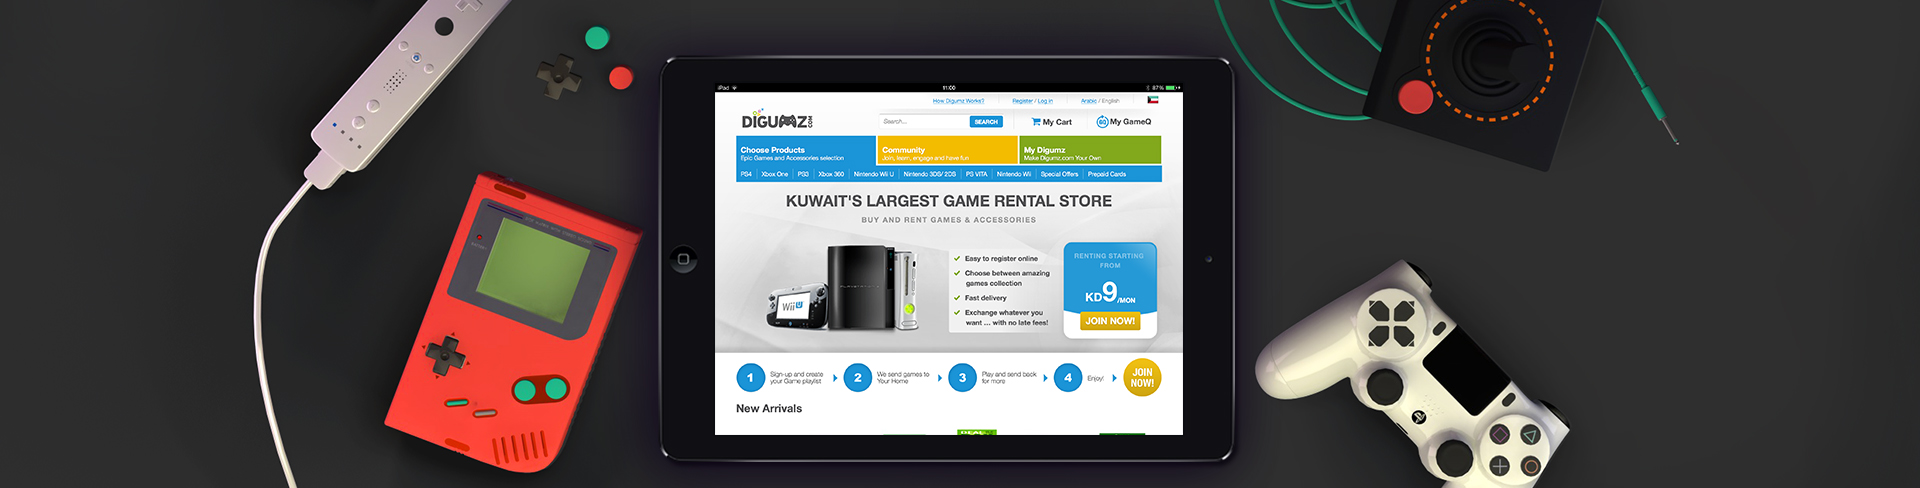 iPad
11:00
87%
How Digumz Works?
Register / Log in
Arabic / English
DIGUMZ.COM
Search...
SEARCH
My Cart
GQ
My GameQ
Choose Products
Epic Games and Accessories selection
Community
Join, learn, engage and have fun
My Digumz
Make Digumz.com Your Own
PS4
Xbox One
PS3
Xbox 360
Nintendo Wii U
Nintendo 3DS/ 2DS
PS VITA
Nintendo Wii
Special Offers
Prepaid Cards
KUWAIT'S LARGEST GAME RENTAL STORE
BUY AND RENT GAMES & ACCESSORIES
PLAYSTATION 3
Wii U
Easy to register online
Choose between amazing
games collection
Fast delivery
Exchange whatever you
want ... with no late fees!
RENTING STARTING
FROM
KD9/MON
JOIN NOW!
1
Sign-up and create
your Game playlist
2
We send games to
Your Home
3
Play and send back
for more
4
Enjoy!
JOIN
NOW!
New Arrivals